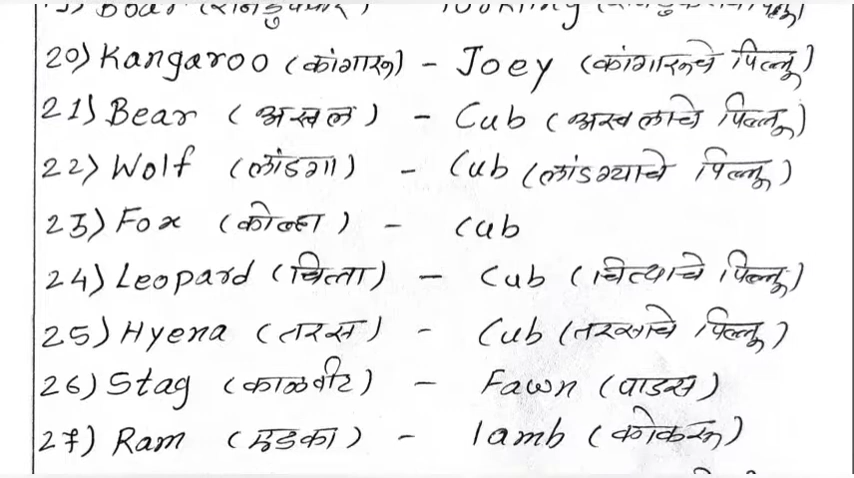 20) Kangaroo (कांगारू) - Joey (कांगारूचे पिल्लू)
21) Bear (अस्वल) - Cub (अस्वलाचे पिल्लू)
22) Wolf (लांडगा) - Cub (लांडग्याचे पिल्लू)
23) Fox (कोल्हा) - Cub
24) Leopard (चित्ता) - Cub (चित्याचे पिल्लू)
25) Hyena (तरस) - Cub (तरसाचे पिल्लू)
26) Stag (काळवीट) - Fawn (पाडस)
27) Ram (मेंढका) - lamb (कोकरू)